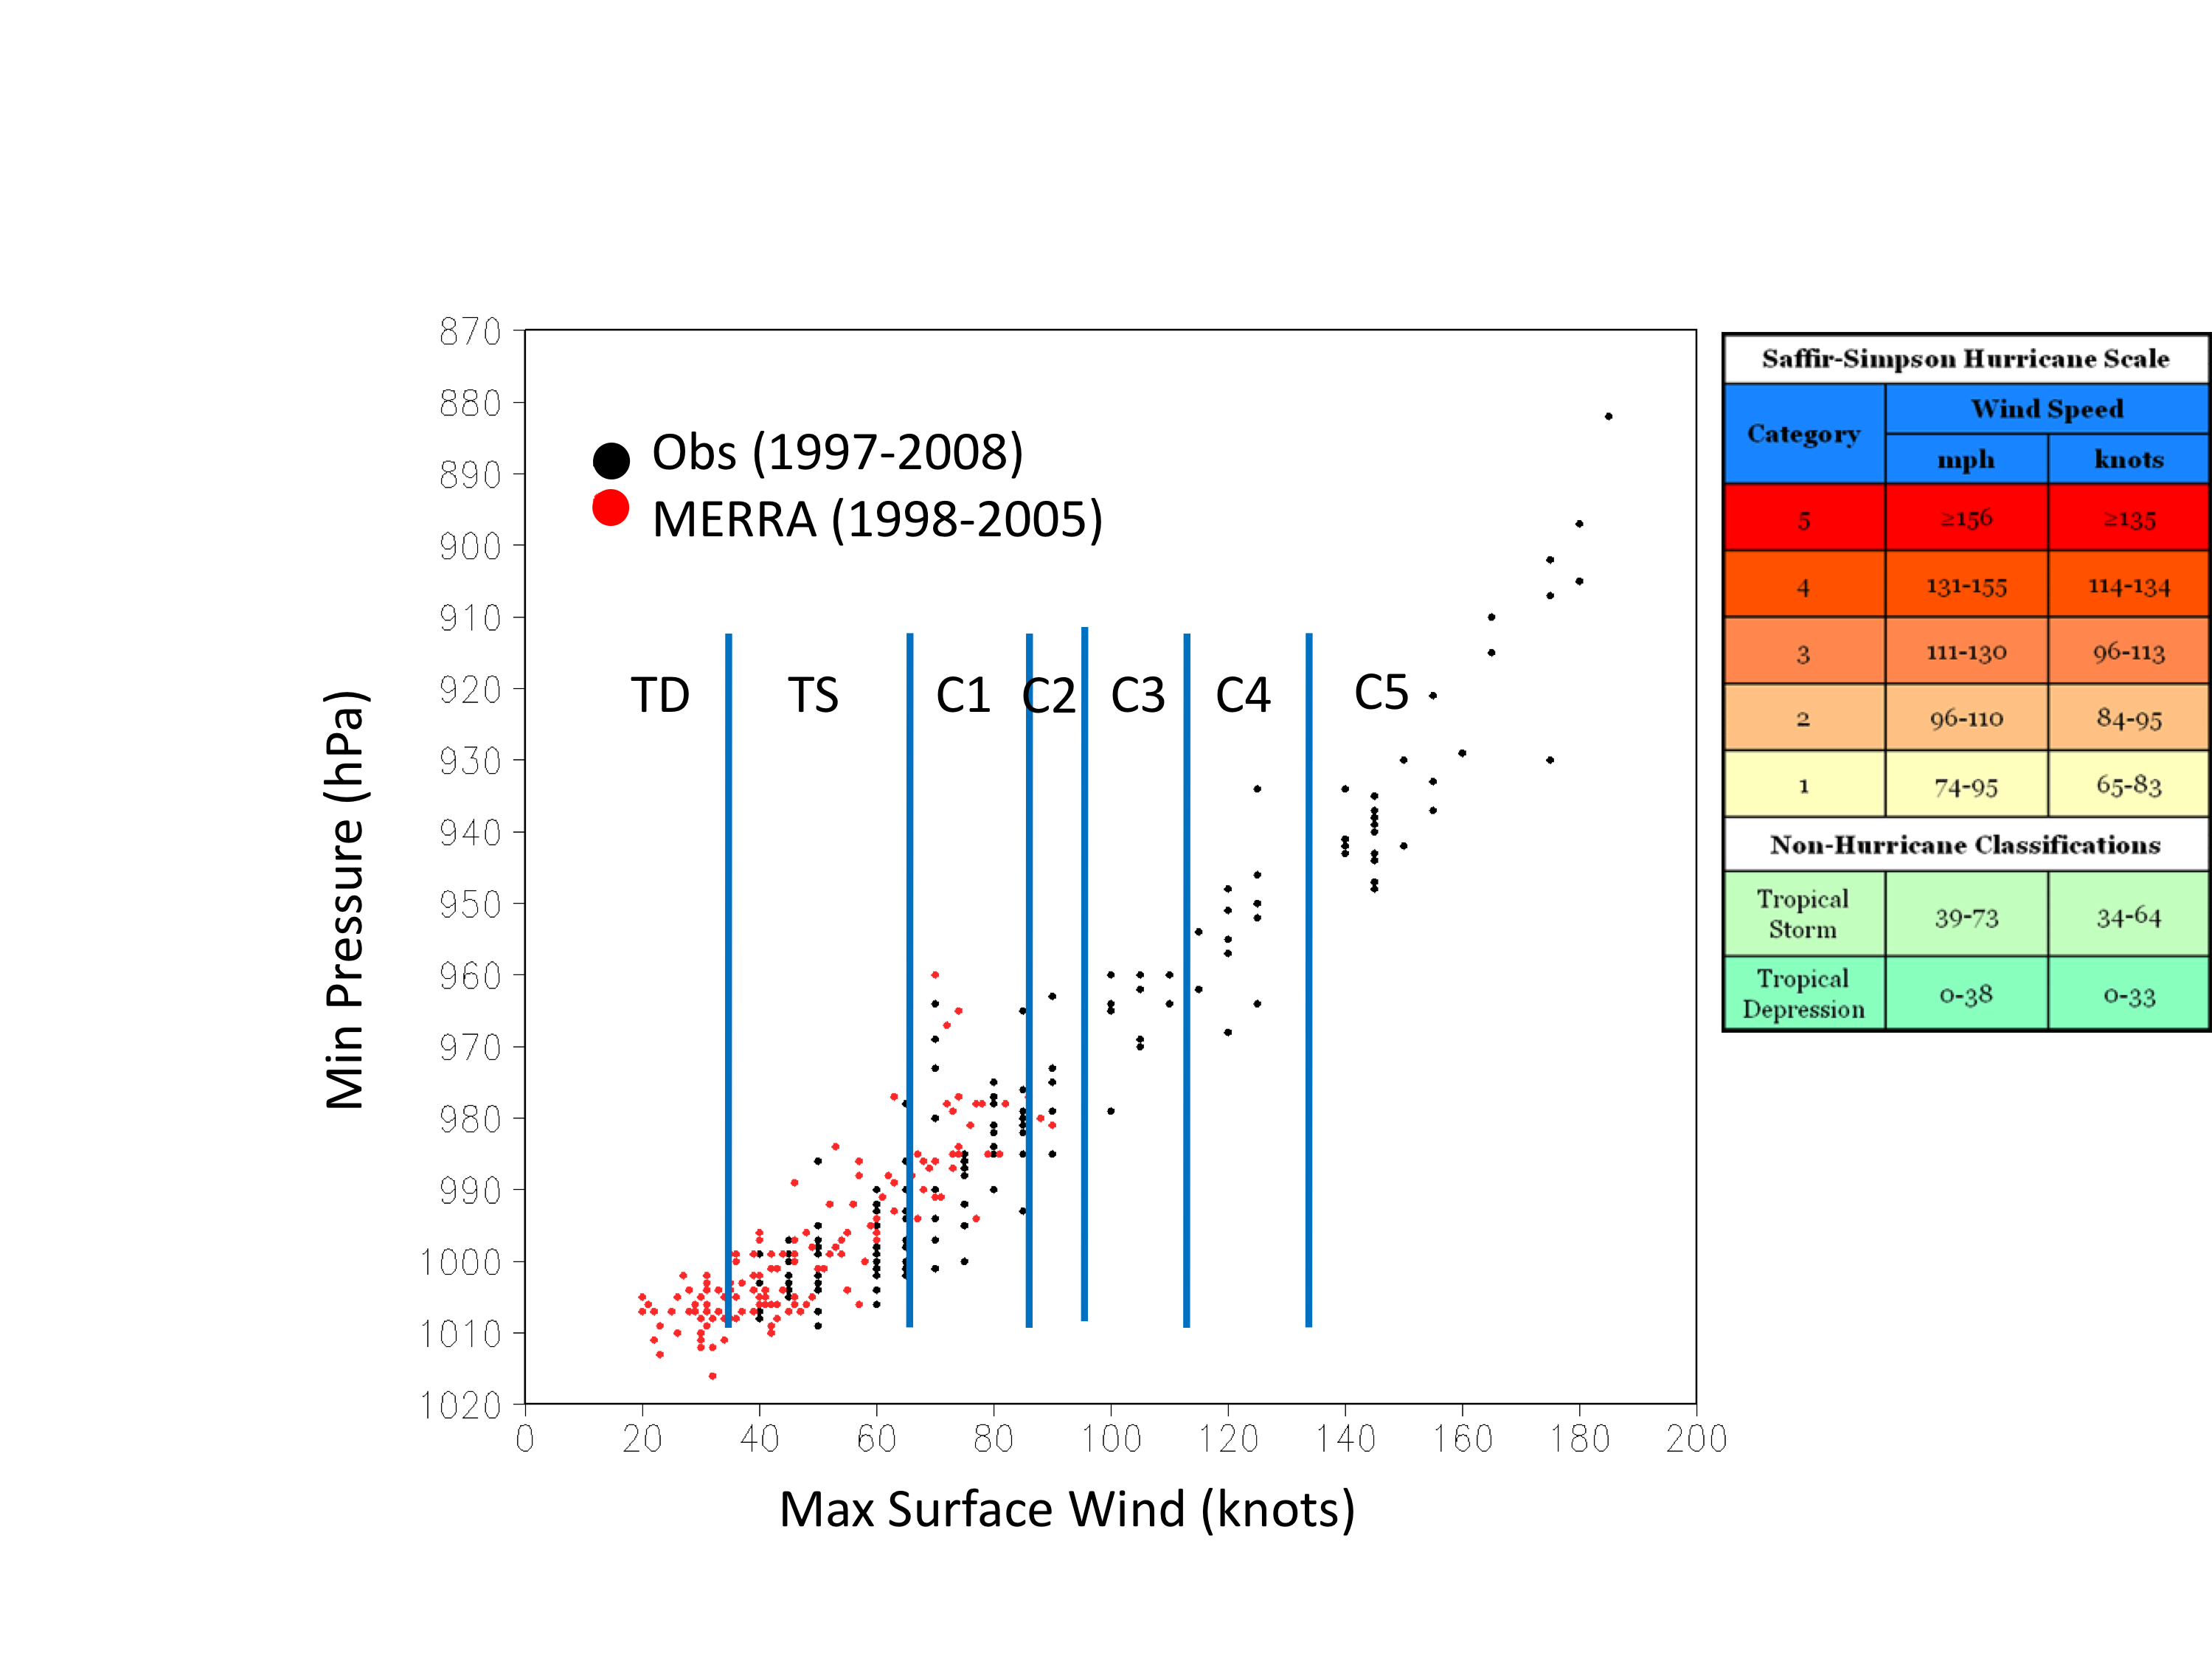 870
880
890
900
910
920
930
940
950
960
970
980
990
1000
1010
1020
Min Pressure (hPa)
Obs (1997-2008)
MERRA (1998-2005)
TD TS C1 C2 C3 C4 C5
0 20 40 60 80 100 120 140 160 180 200
Max Surface Wind (knots)
Saffir-Simpson Hurricane Scale
Category Wind Speed
mph knots
5 ≥156 ≥135
4 131-155 114-134
3 111-130 96-113
2 96-110 84-95
1 74-95 65-83
Non-Hurricane Classifications
Tropical
Storm 39-73 34-64
Tropical
Depression 0-38 0-33